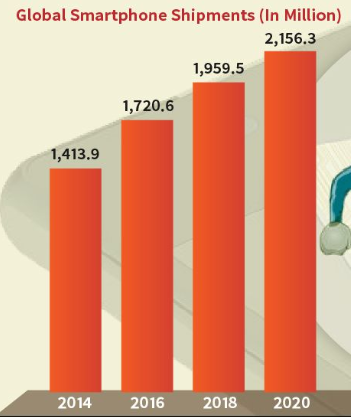 Global Smartphone Shipments (In Million)
2,156.3
1,959.5
1,720.6
1,413.9
2014 2016 2018 2020